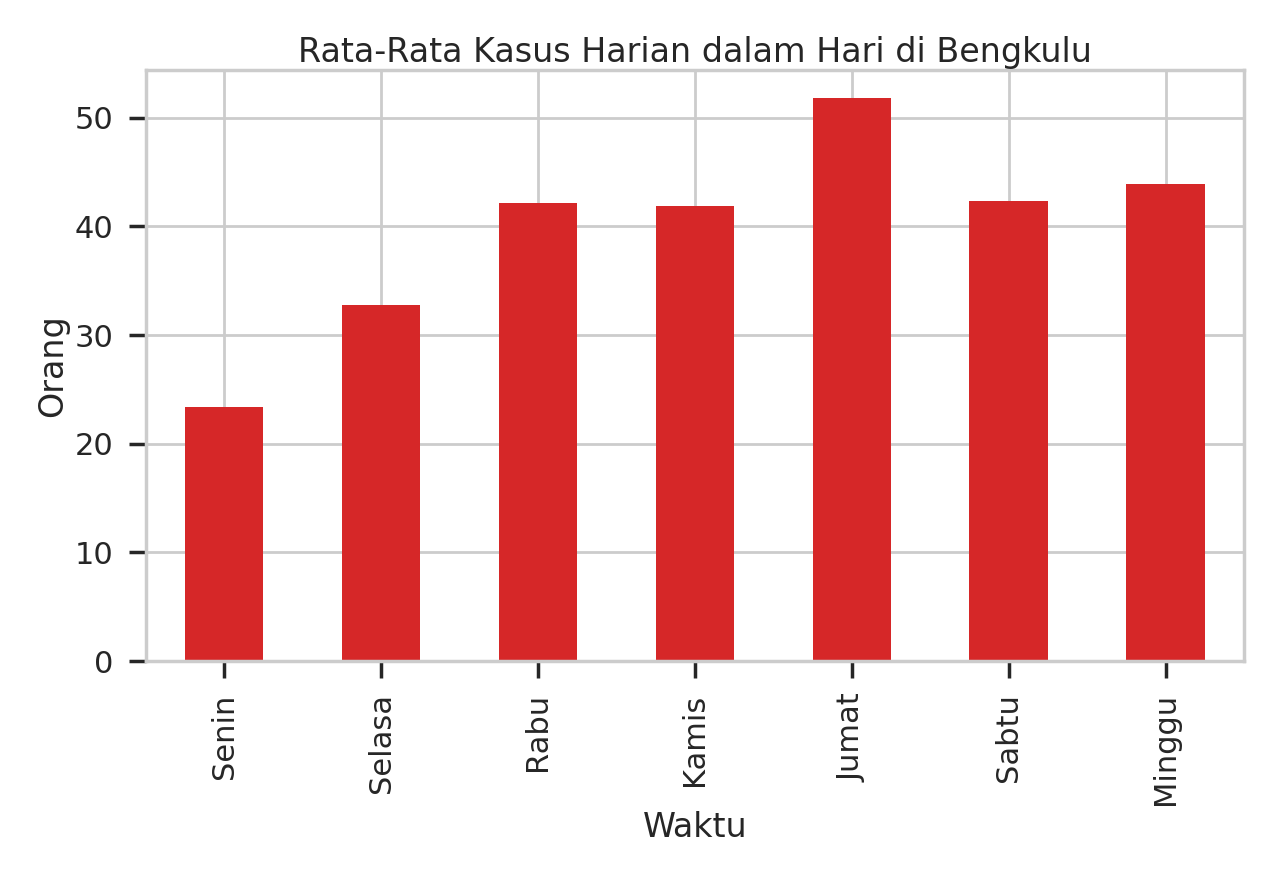 Rata-Rata Kasus Harian dalam Hari di Bengkulu
Orang
50
40
30
20
10
0
Senin
Selasa
Rabu
Kamis
Jumat
Sabtu
Minggu
Waktu